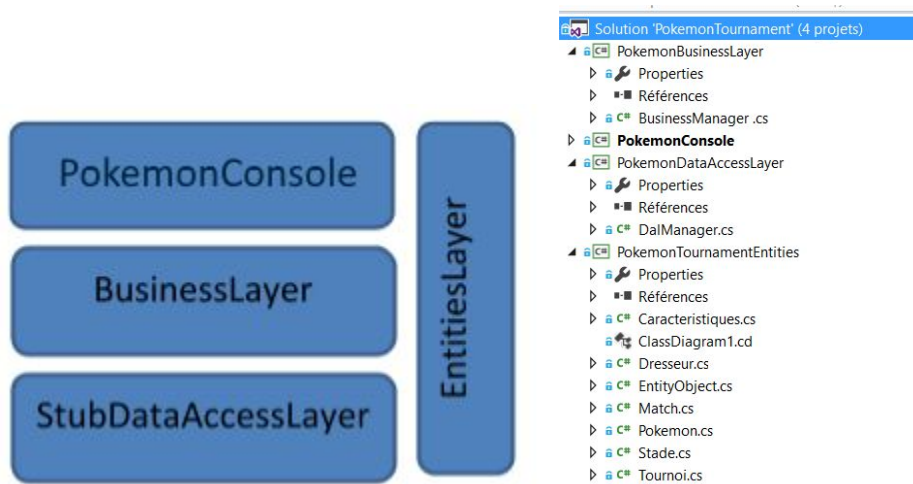 PokemonConsole
BusinessLayer
StubDataAccessLayer
EntitiesLayer
Solution 'PokemonTournament' (4 projets)
PokemonBusinessLayer
Properties
Références
C# BusinessManager .cs
PokemonConsole
PokemonDataAccessLayer
Properties
Références
C# DalManager.cs
PokemonTournamentEntities
Properties
Références
C# Caracteristiques.cs
ClassDiagram1.cd
C# Dresseur.cs
C# EntityObject.cs
C# Match.cs
C# Pokemon.cs
C# Stade.cs
C# Tournoi.cs